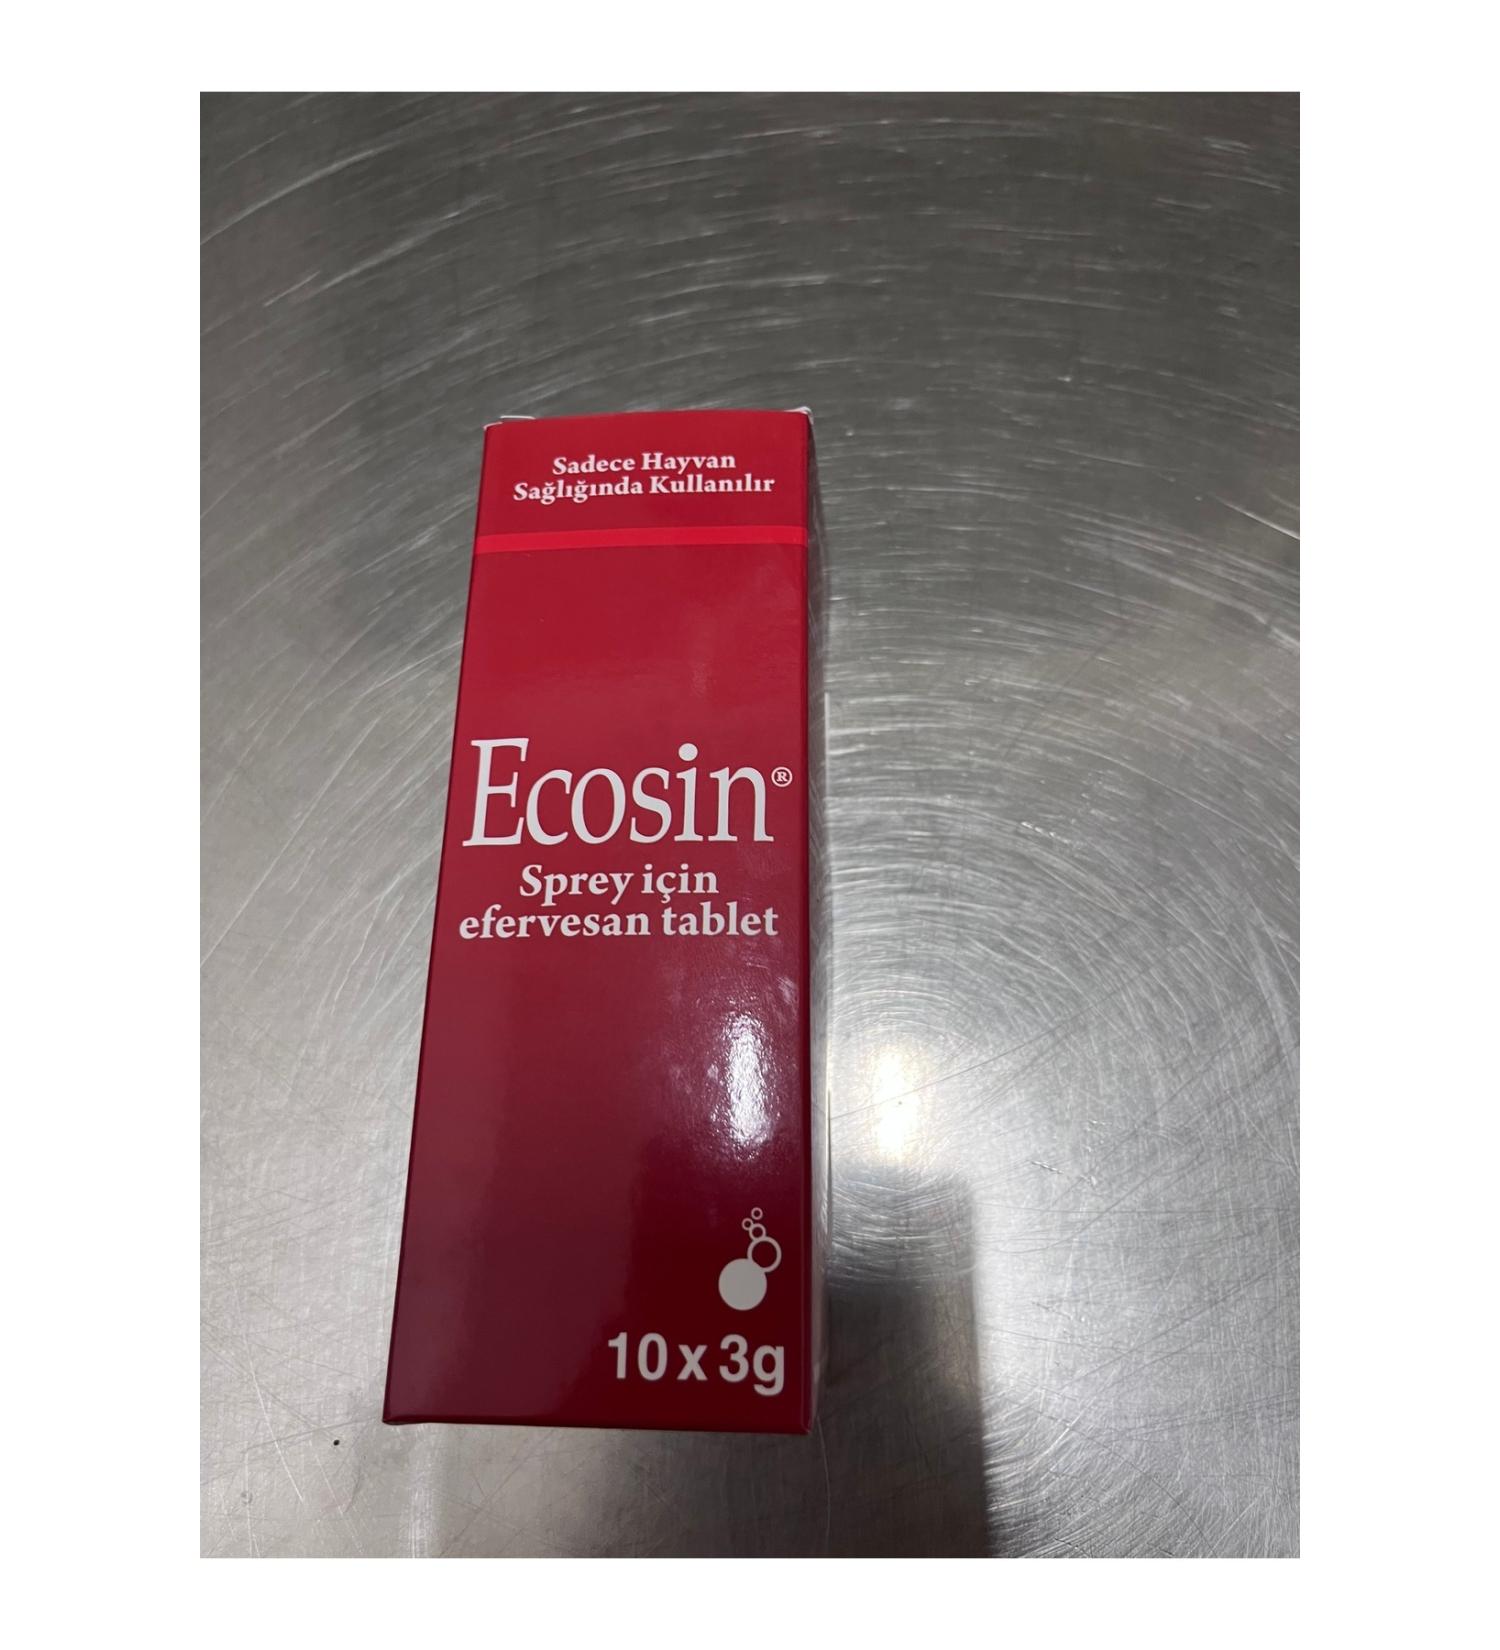 Sadece Hayvan
Sağlığında Kullanılır
Ecosin®
Sprey için
efervesan tablet
10 x 3g